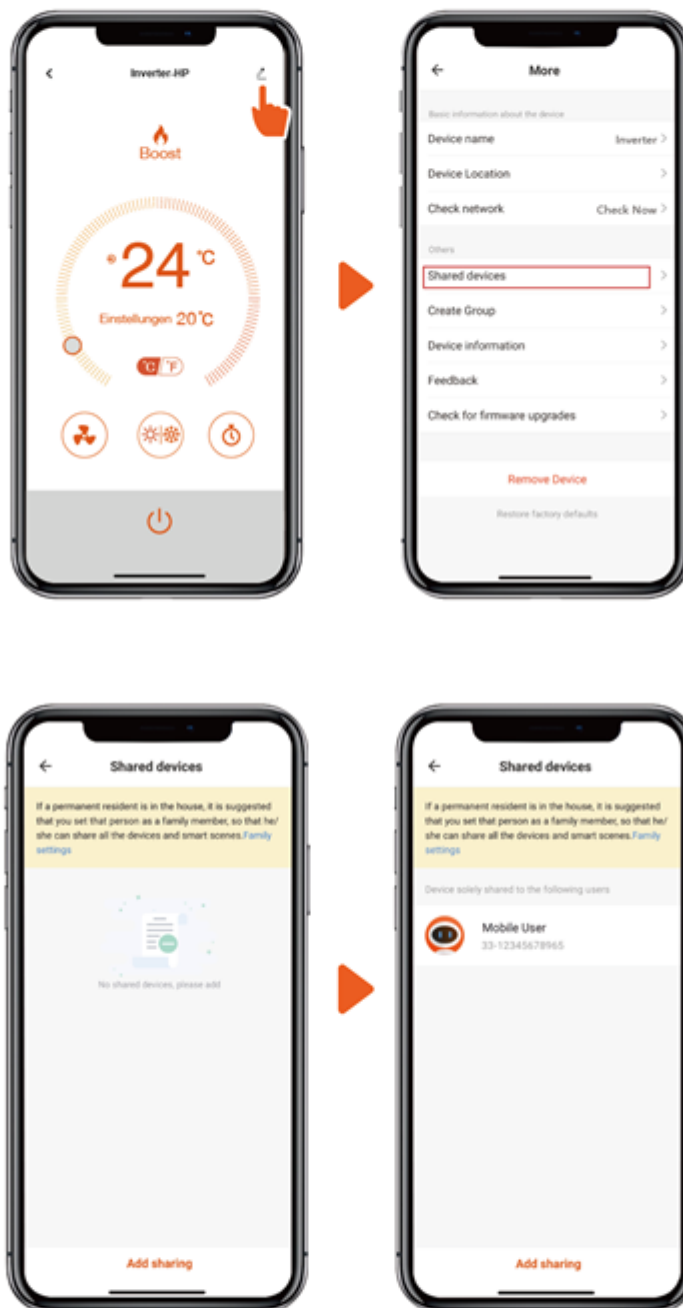 Inverter-HP
Boost
24 °C
Einstellungen 20°C
°C °F
More
Basic information about the device
Device name Inverter
Device Location
Check network Check Now
Others
Shared devices
Create Group
Device information
Feedback
Check for firmware upgrades
Remove Device
Restore factory defaults
Shared devices
If a permanent resident is in the house, it is suggested
that you set that person as a family member, so that he/
she can share all the devices and smart scenes.Family
settings
No shared devices, please add
Add sharing
Shared devices
If a permanent resident is in the house, it is suggested
that you set that person as a family member, so that he/
she can share all the devices and smart scenes.Family
settings
Device solely shared to the following users
Mobile User
33-12345678965
Add sharing